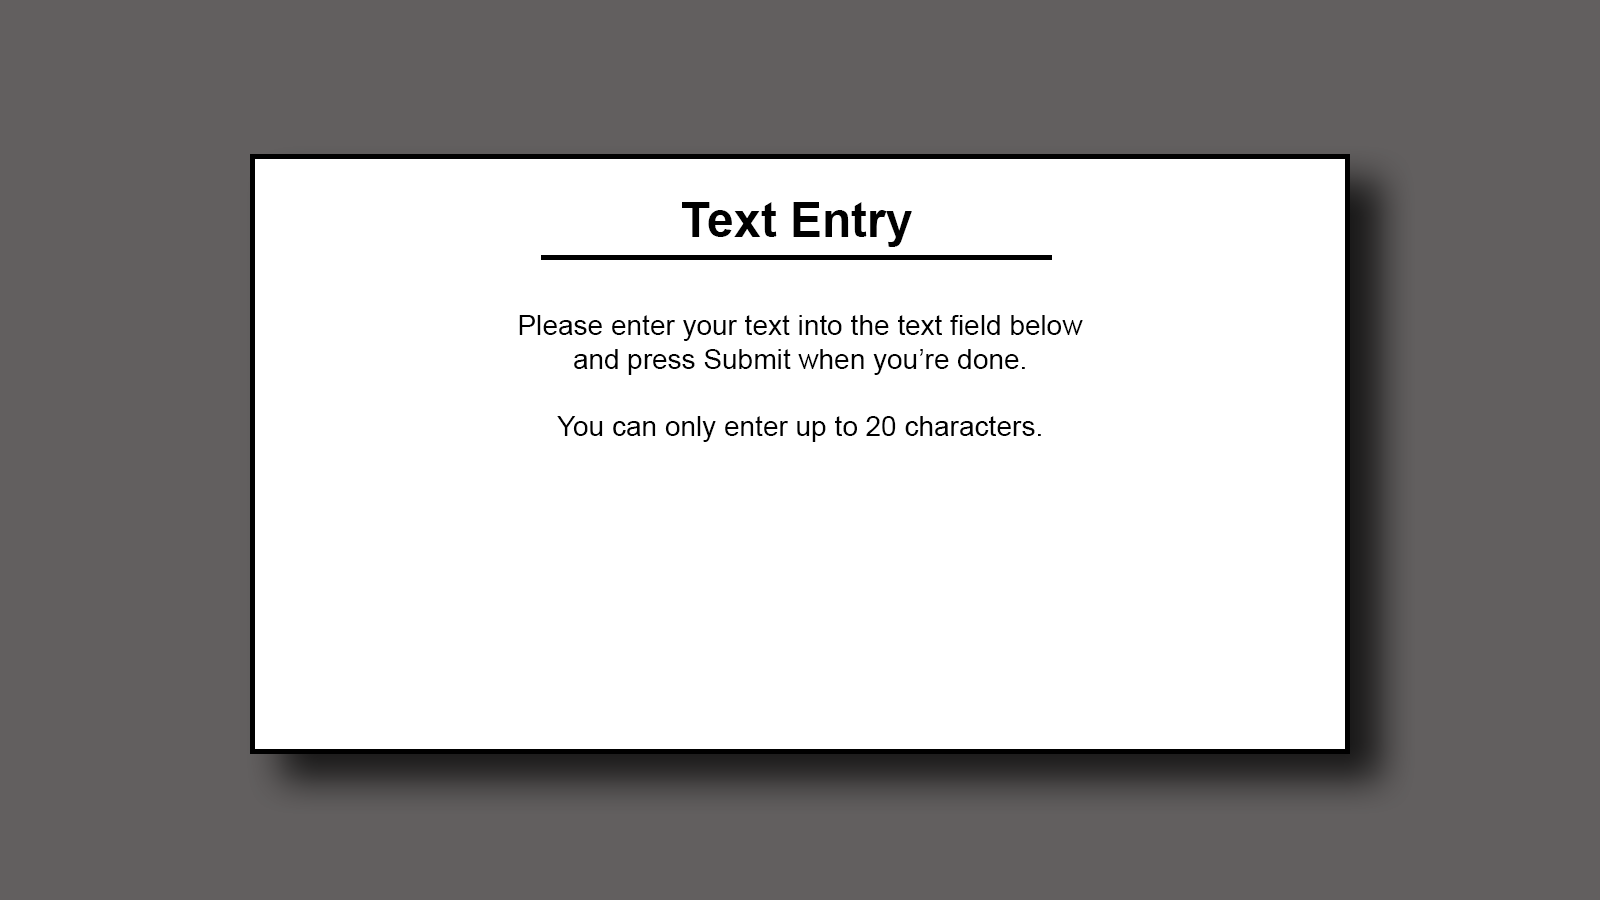 Text Entry
Please enter your text into the text field below
and press Submit when you’re done.
You can only enter up to 20 characters.